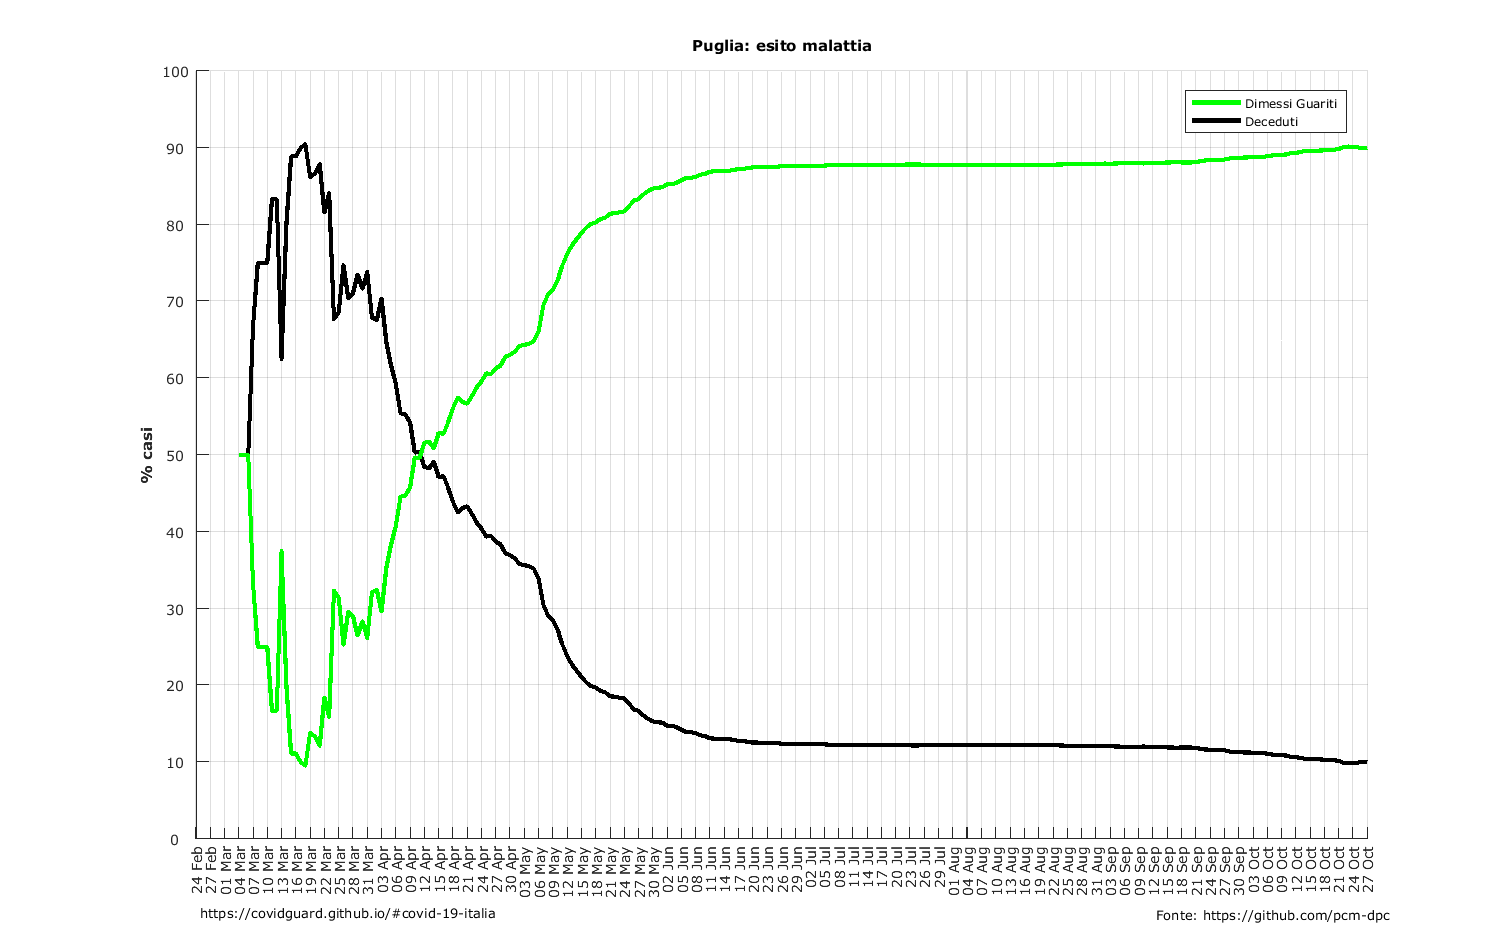 Puglia: esito malattia
100
90
80
70
60
50
40
30
20
10
0
% casi
Dimessi Guariti
Deceduti
24 Feb
27 Feb
01 Mar
04 Mar
07 Mar
10 Mar
13 Mar
16 Mar
19 Mar
22 Mar
25 Mar
28 Mar
31 Mar
03 Apr
06 Apr
09 Apr
12 Apr
15 Apr
18 Apr
21 Apr
24 Apr
27 Apr
30 Apr
03 May
06 May
09 May
12 May
15 May
18 May
21 May
24 May
27 May
30 May
02 Jun
05 Jun
08 Jun
11 Jun
14 Jun
17 Jun
20 Jun
23 Jun
26 Jun
29 Jun
02 Jul
05 Jul
08 Jul
11 Jul
14 Jul
17 Jul
20 Jul
23 Jul
26 Jul
29 Jul
01 Aug
04 Aug
07 Aug
10 Aug
13 Aug
16 Aug
19 Aug
22 Aug
25 Aug
28 Aug
31 Aug
03 Sep
06 Sep
09 Sep
12 Sep
15 Sep
18 Sep
21 Sep
24 Sep
27 Sep
30 Sep
03 Oct
06 Oct
09 Oct
12 Oct
15 Oct
18 Oct
21 Oct
24 Oct
27 Oct
https://covidguard.github.io/#covid-19-italia
Fonte: https://github.com/pcm-dpc